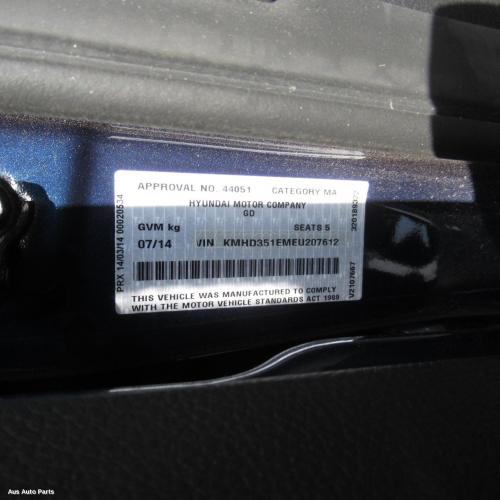 APPROVAL NO. 44051 CATEGORY MA
HYUNDAI MOTOR COMPANY
GD
GVM kg SEATS 5
07/14 VIN KMHD351EMEU207612
THIS VEHICLE WAS MANUFACTURED TO COMPLY
WITH THE MOTOR VEHICLE STANDARDS ACT 1989
PRX 14/03/14 00020534
V2107667
Aus Auto Parts